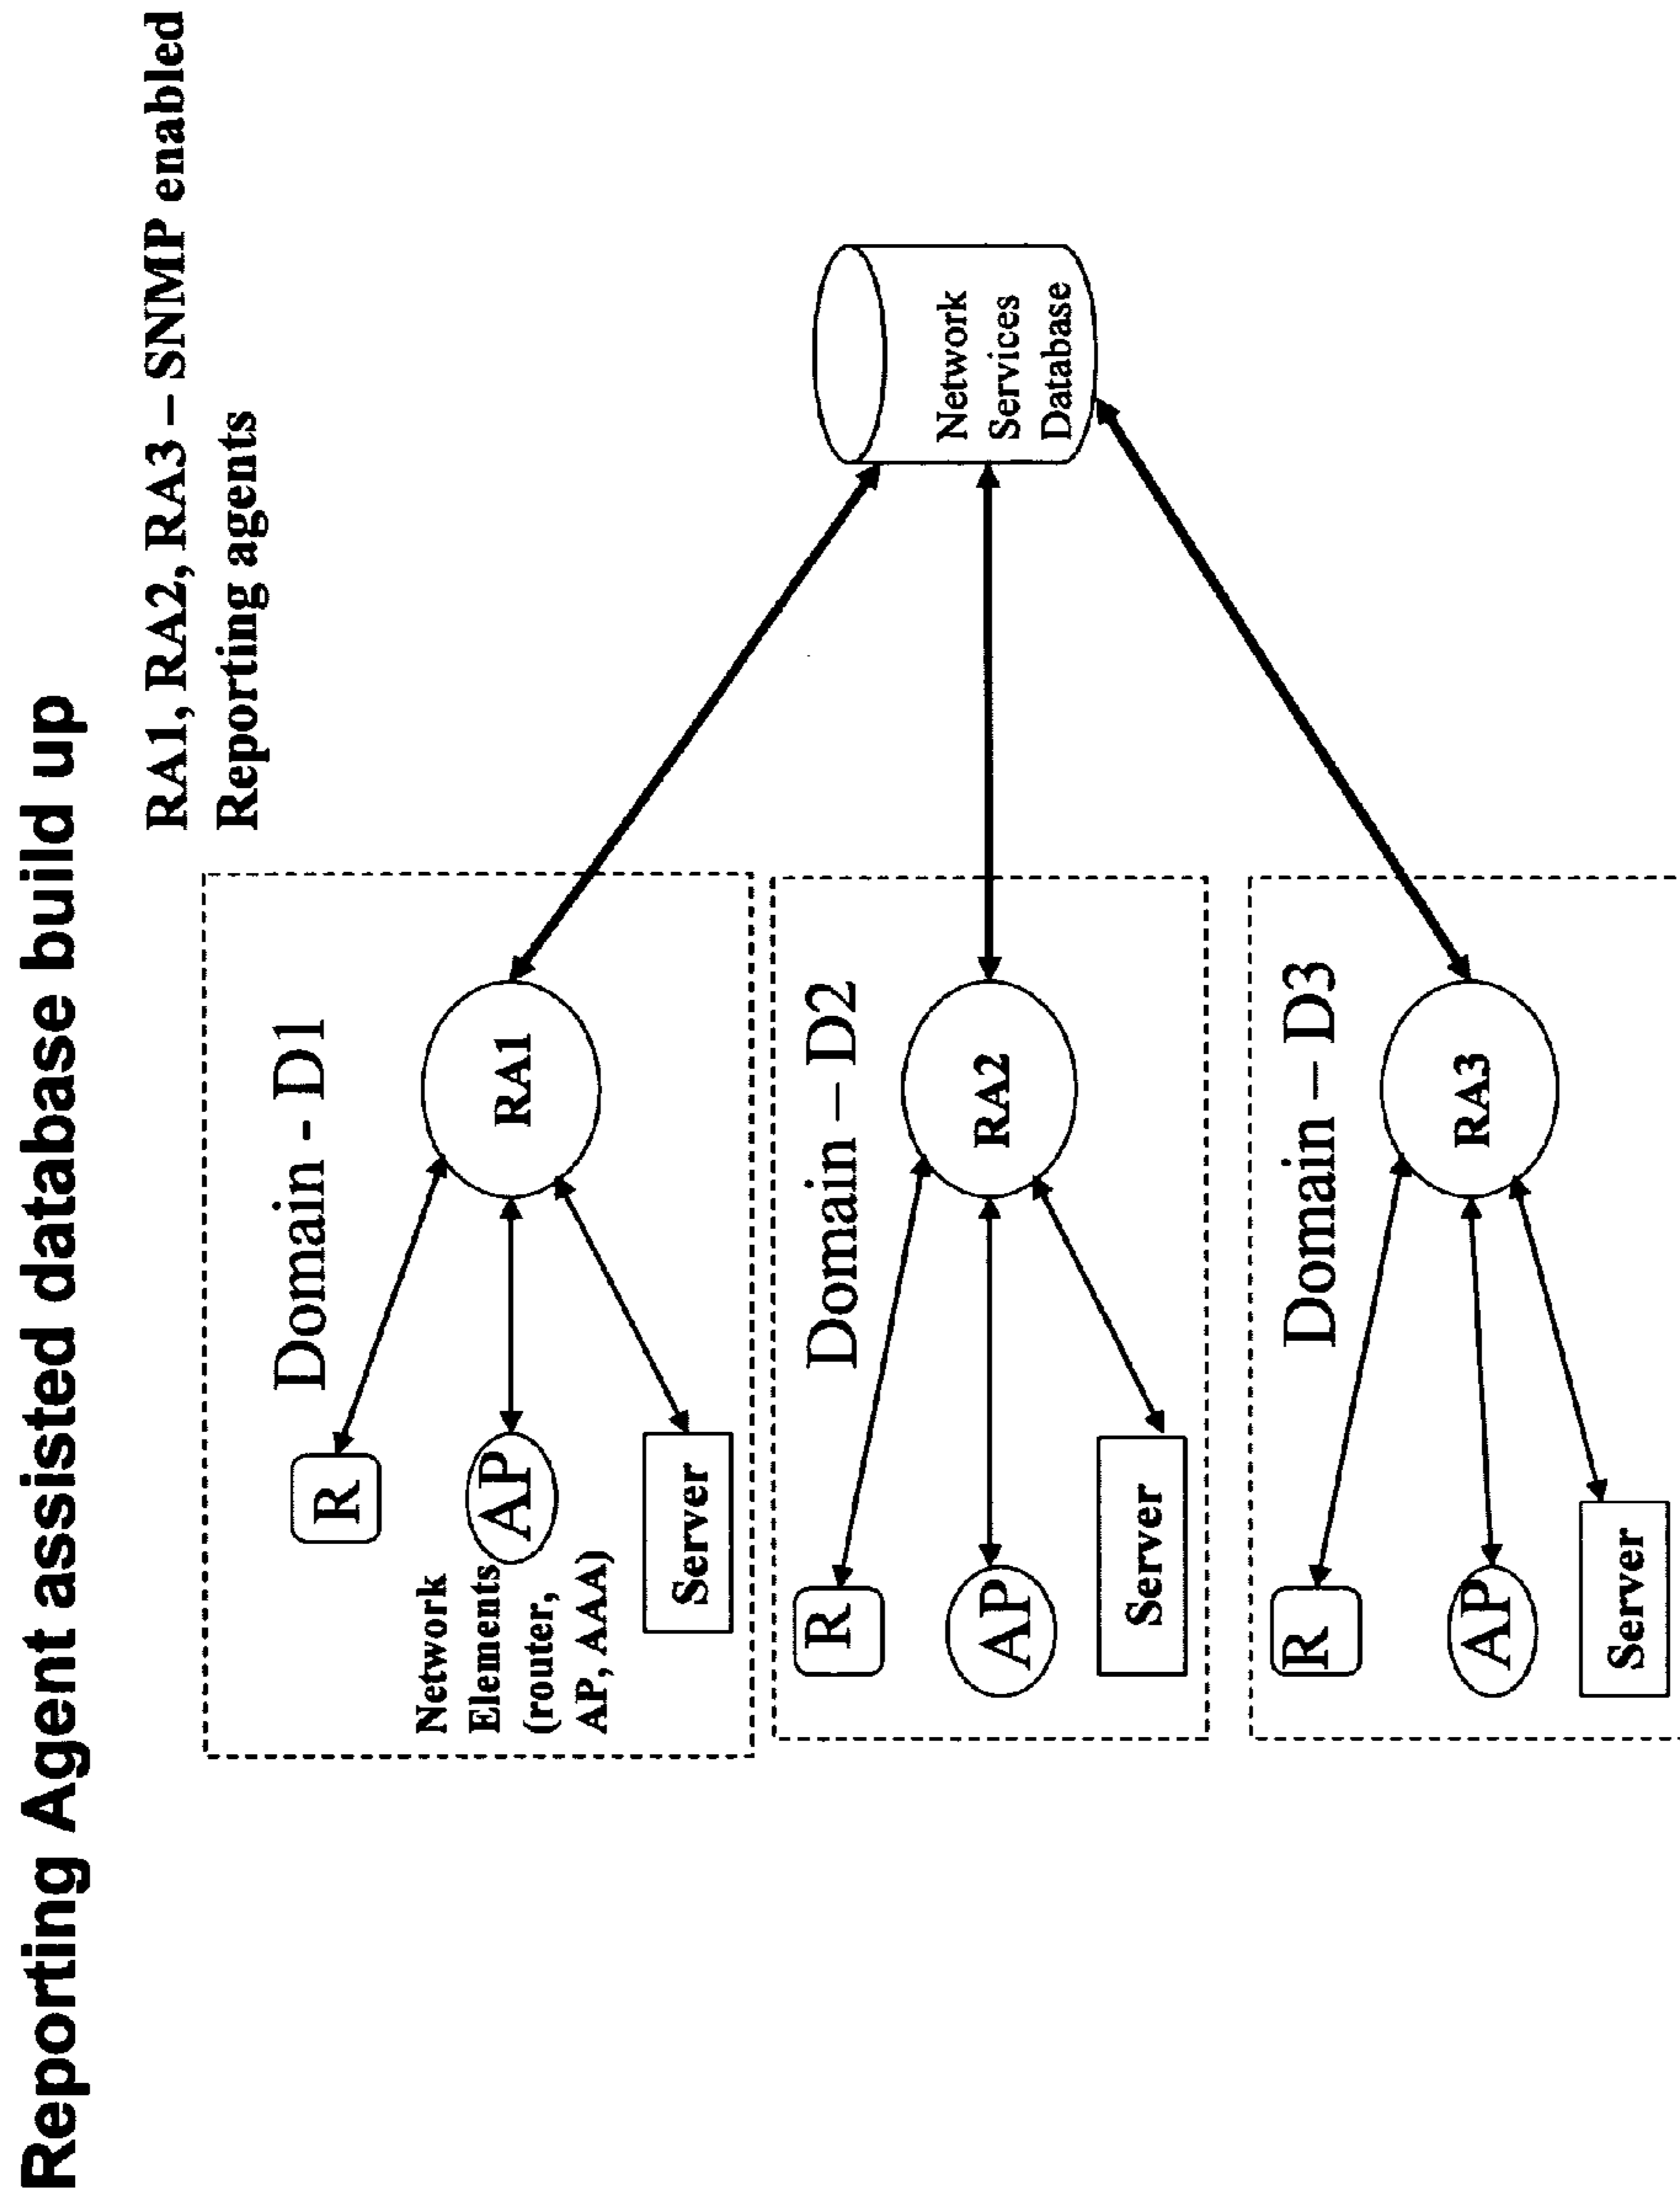 Reporting Agent assisted database build up
RA1, RA2, RA3 – SNMP enabled
Reporting agents
Domain - D1
R
AP
Network
Elements
(router,
AP, AAA)
Server
RA1
Domain – D2
R
AP
Server
RA2
Domain – D3
R
AP
Server
RA3
Network
Services
Database